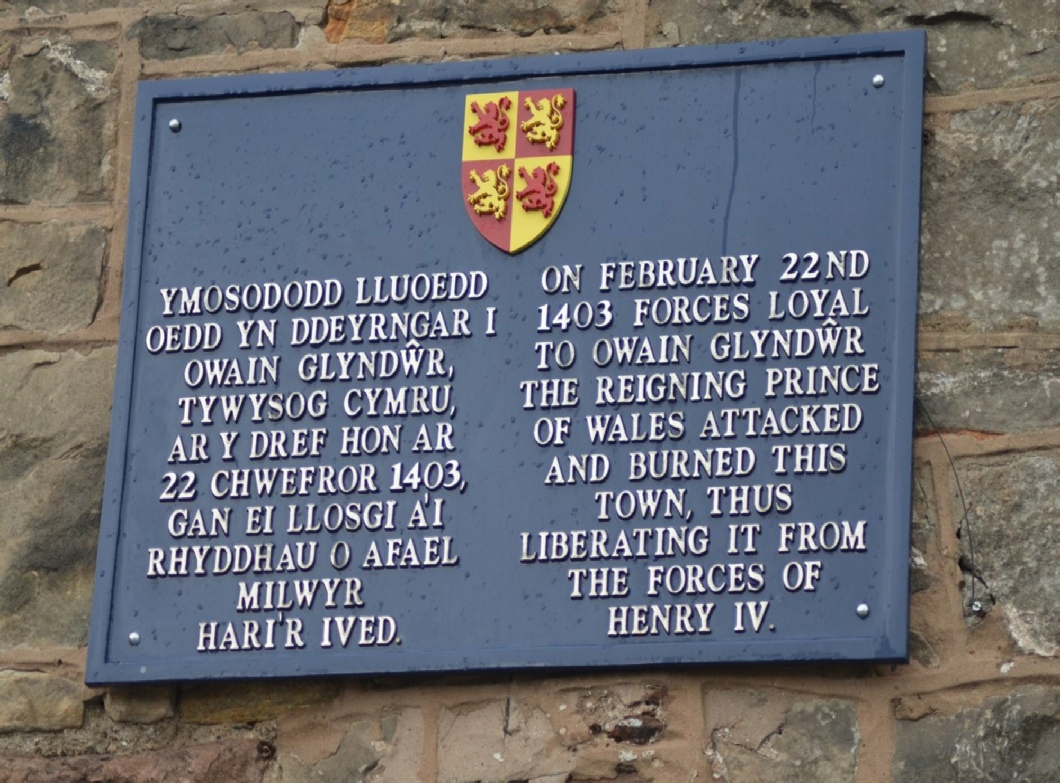 YMOSODODD LLUOEDD
OEDD YN DDEYRNGAR I
OWAIN GLYNDŴR,
TYWYSOG CYMRU,
AR Y DREF HON AR
22 CHWEFROR 1403,
GAN EI LLOSGI A'I
RHYDDHAU O AFAEL
MILWYR
HARI'R IVED.
ON FEBRUARY 22ND
1403 FORCES LOYAL
TO OWAIN GLYNDŴR
THE REIGNING PRINCE
OF WALES ATTACKED
AND BURNED THIS
TOWN, THUS
LIBERATING IT FROM
THE FORCES OF
HENRY IV.